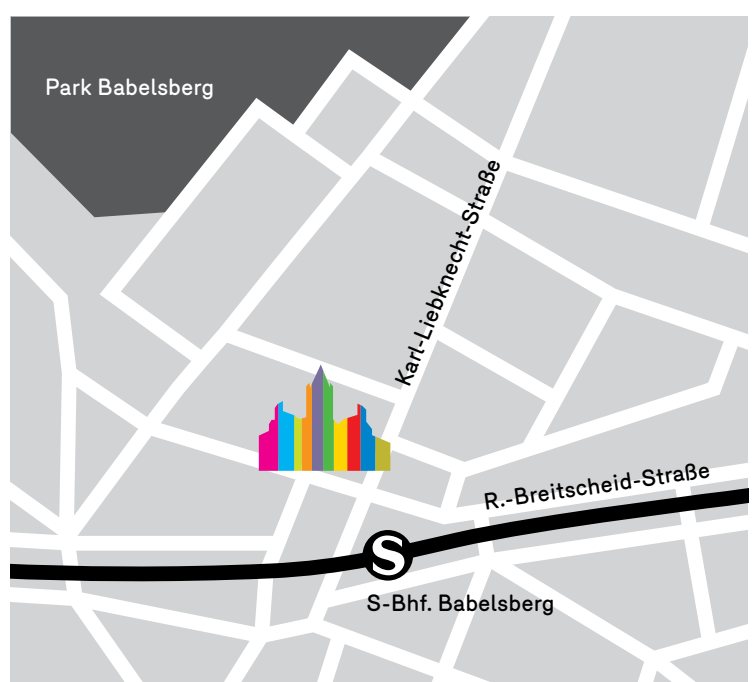 Park Babelsberg
Karl-Liebknecht-Straße
R.-Breitscheid-Straße
S
S-Bhf. Babelsberg